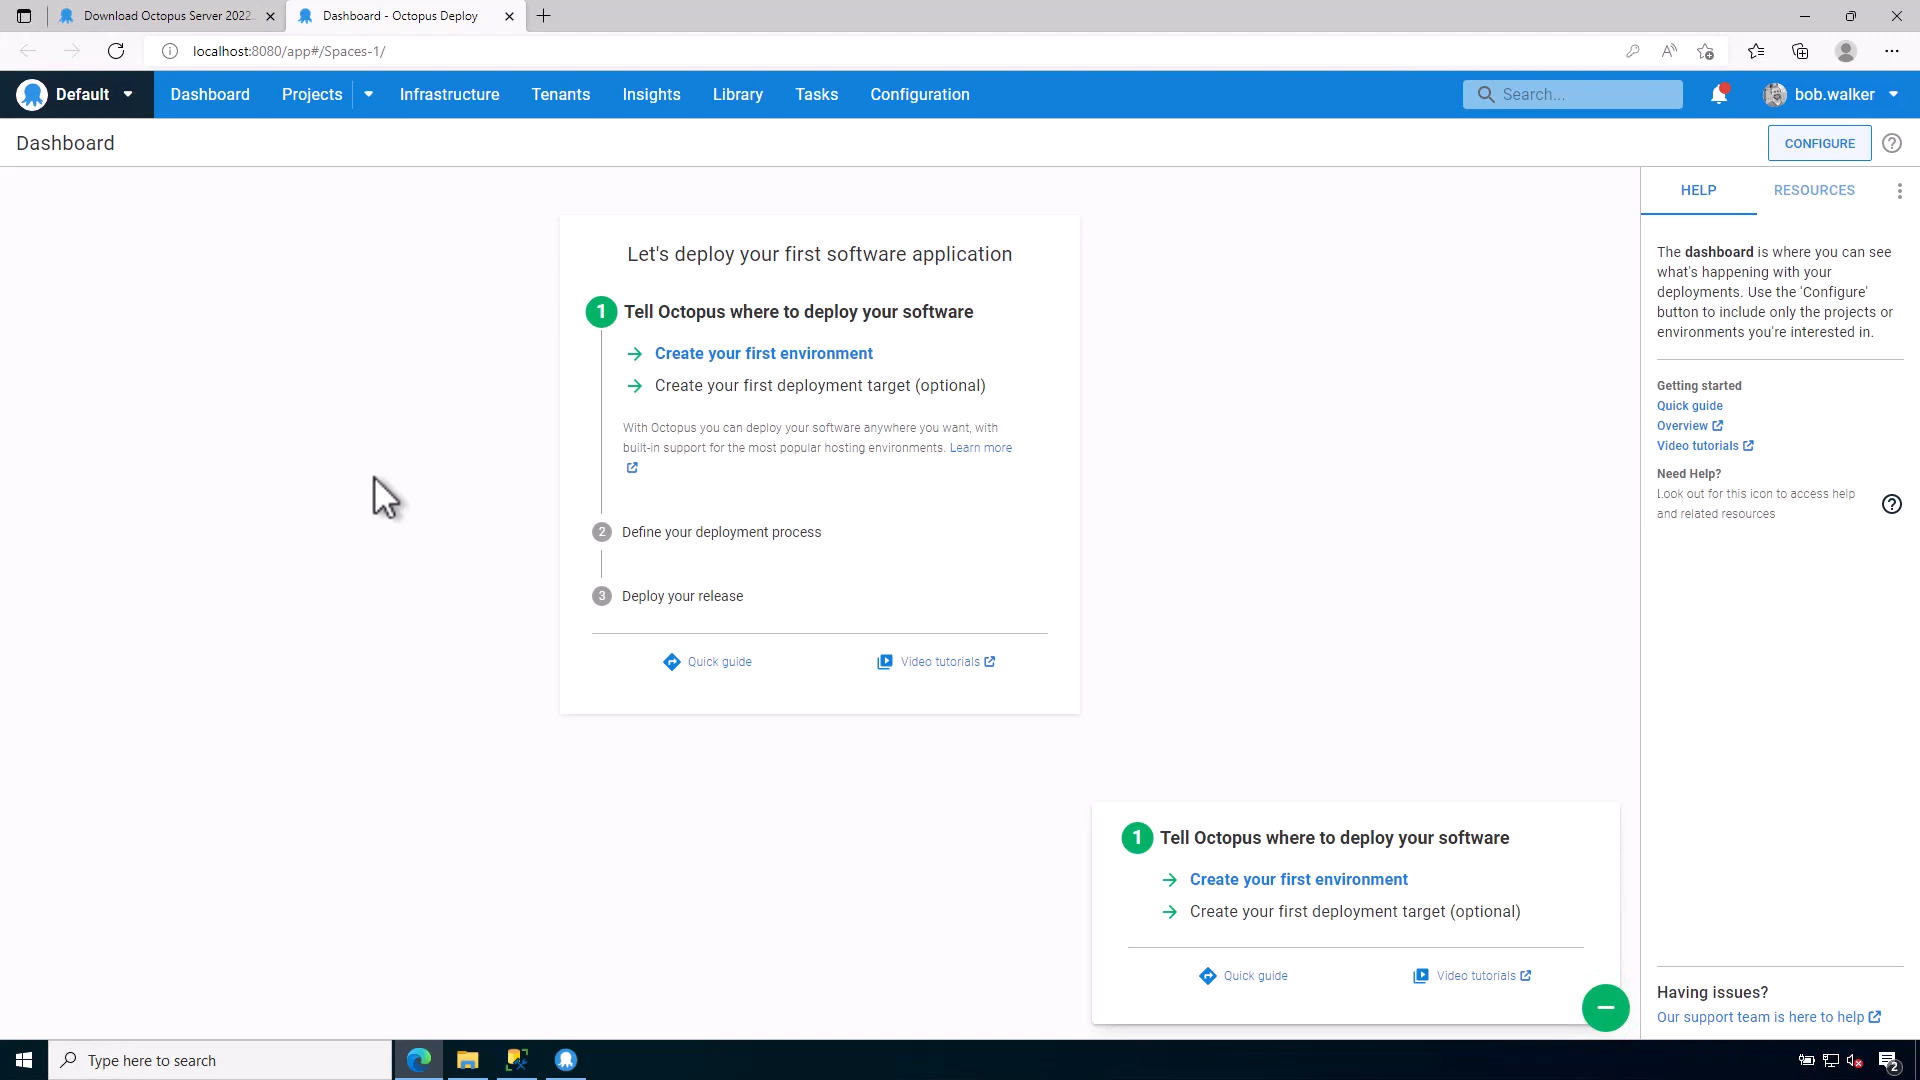 Download Octopus Server 2022.
Dashboard - Octopus Deploy
localhost:8080/app#/Spaces-1/
Default
Dashboard
Projects
Infrastructure
Tenants
Insights
Library
Tasks
Configuration
Search...
bob.walker
Dashboard
CONFIGURE
HELP
RESOURCES
Let's deploy your first software application
1 Tell Octopus where to deploy your software
Create your first environment
Create your first deployment target (optional)
With Octopus you can deploy your software anywhere you want, with
built-in support for the most popular hosting environments. Learn more
2 Define your deployment process
3 Deploy your release
Quick guide
Video tutorials
The dashboard is where you can see
what's happening with your
deployments. Use the 'Configure'
button to include only the projects or
environments you're interested in.
Getting started
Quick guide
Overview
Video tutorials
Need Help?
Look out for this icon to access help
and related resources
1 Tell Octopus where to deploy your software
Create your first environment
Create your first deployment target (optional)
Quick guide
Video tutorials
Having issues?
Our support team is here to help
Type here to search
2